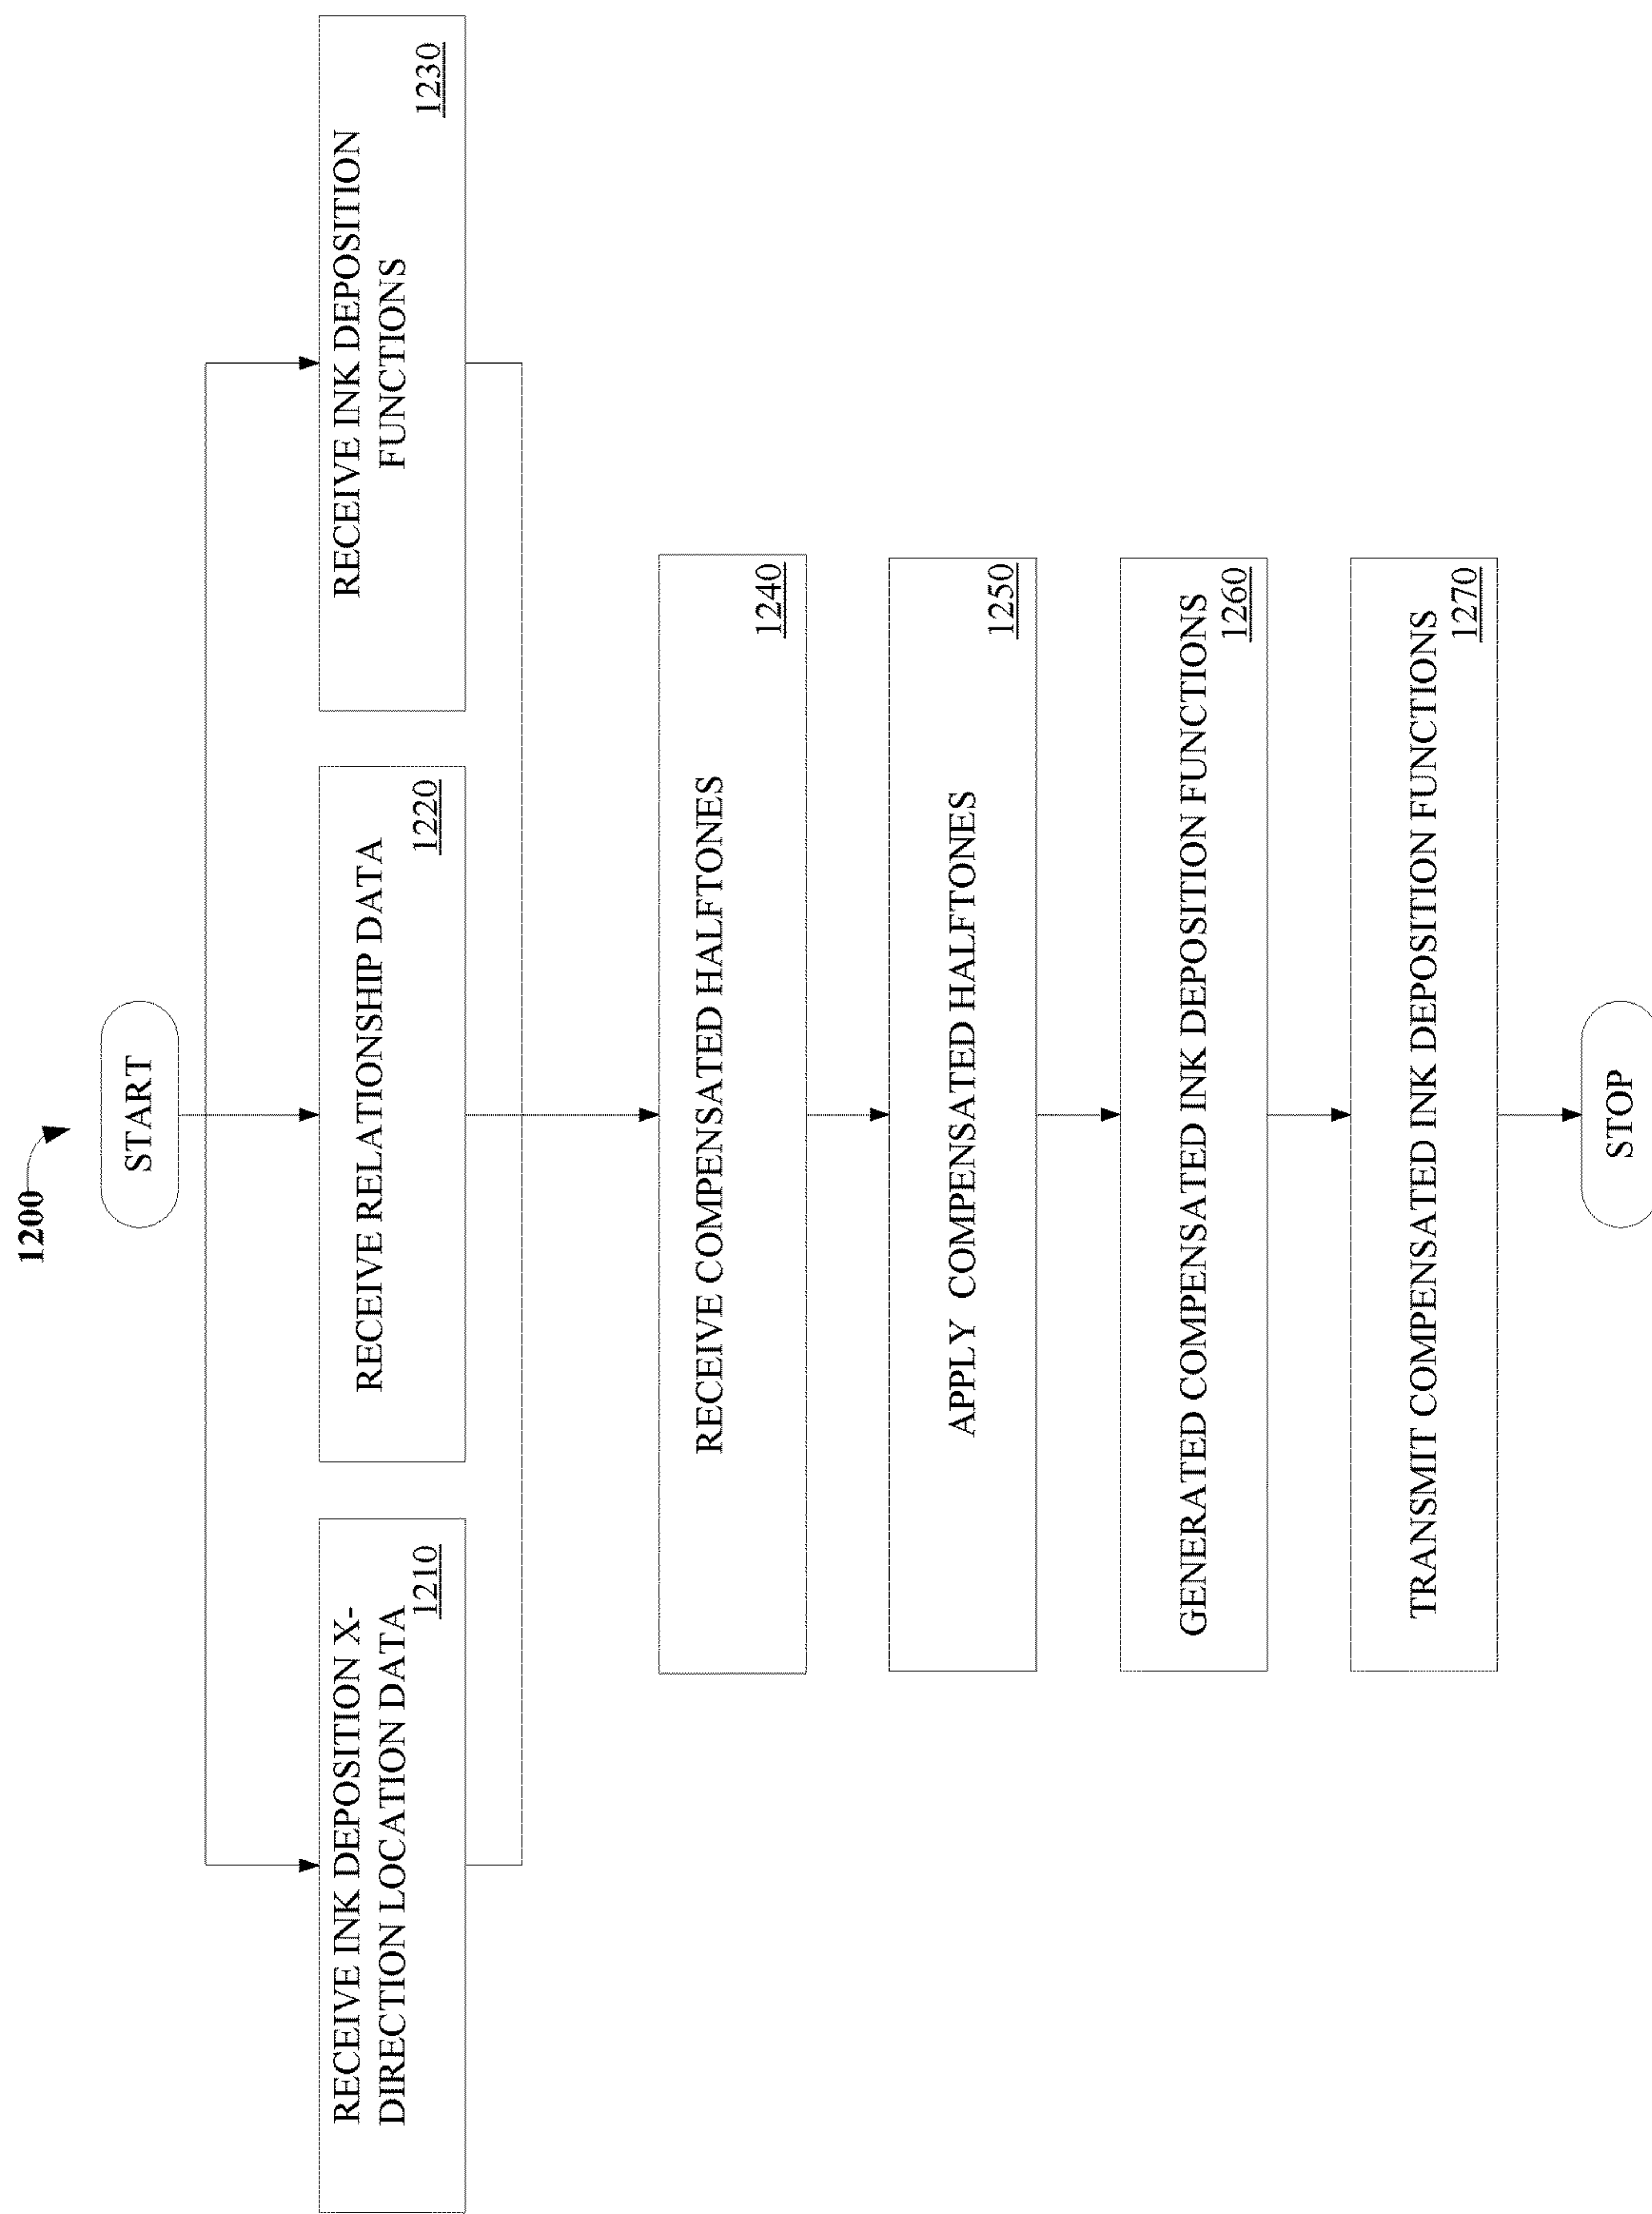 1200
START
RECEIVE INK DEPOSITION X-
DIRECTION LOCATION DATA
1210
RECEIVE RELATIONSHIP DATA
1220
RECEIVE INK DEPOSITION
FUNCTIONS
1230
RECEIVE COMPENSATED HALFTONES
1240
APPLY COMPENSATED HALFTONES
1250
GENERATED COMPENSATED INK DEPOSITION FUNCTIONS
1260
TRANSMIT COMPENSATED INK DEPOSITION FUNCTIONS
1270
STOP